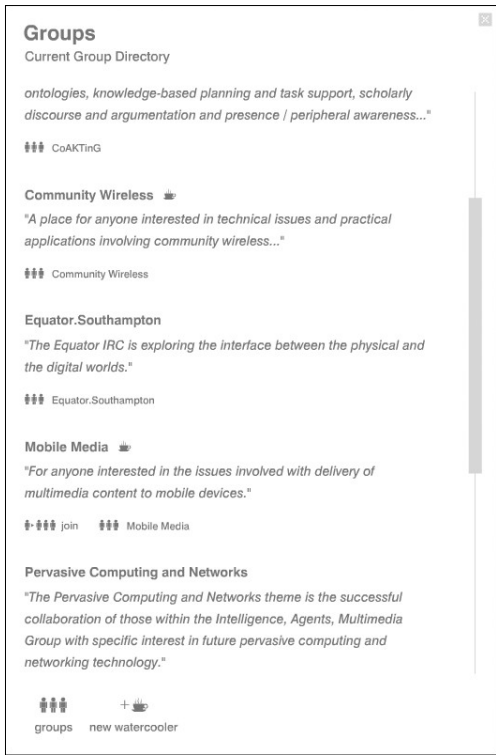 Groups
Current Group Directory
ontologies, knowledge-based planning and task support, scholarly
discourse and argumentation and presence / peripheral awareness..."
CoAKTinG
Community Wireless
"A place for anyone interested in technical issues and practical
applications involving community wireless..."
Community Wireless
Equator.Southampton
"The Equator IRC is exploring the interface between the physical and
the digital worlds."
Equator.Southampton
Mobile Media
"For anyone interested in the issues involved with delivery of
multimedia content to mobile devices."
join Mobile Media
Pervasive Computing and Networks
"The Pervasive Computing and Networks theme is the successful
collaboration of those within the Intelligence, Agents, Multimedia
Group with specific interest in future pervasive computing and
networking technology."
groups new watercooler